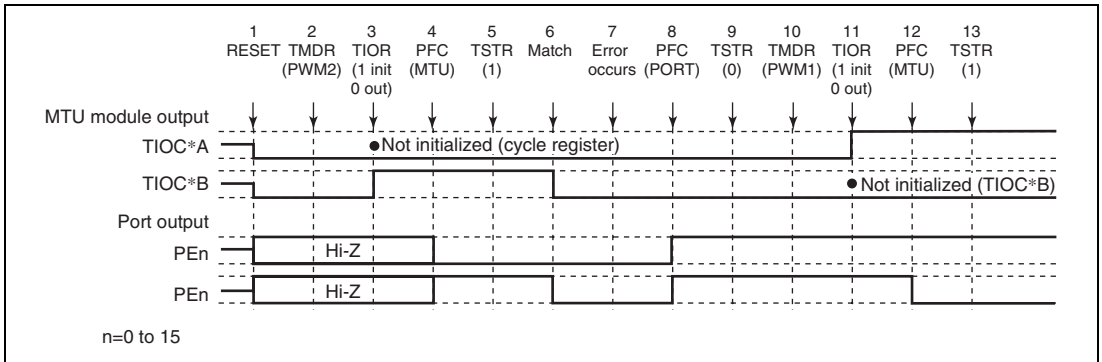 1 2 3 4 5 6 7 8 9 10 11 12 13
RESET TMDR TIOR PFC TSTR Match Error PFC TSTR TMDR TIOR PFC TSTR
(PWM2) (1 init (MTU) (1) occurs (PORT) (0) (PWM1) (1 init (MTU) (1)
0 out) 0 out)
MTU module output
TIOC*A ●Not initialized (cycle register)
TIOC*B ● Not initialized (TIOC*B)
Port output
PEn Hi-Z
PEn Hi-Z
n=0 to 15